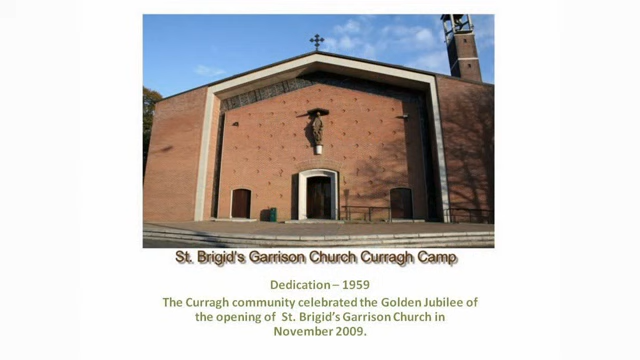 St. Brigid's Garrison Church Curragh Camp
Dedication – 1959
The Curragh community celebrated the Golden Jubilee of
the opening of St. Brigid's Garrison Church in
November 2009.